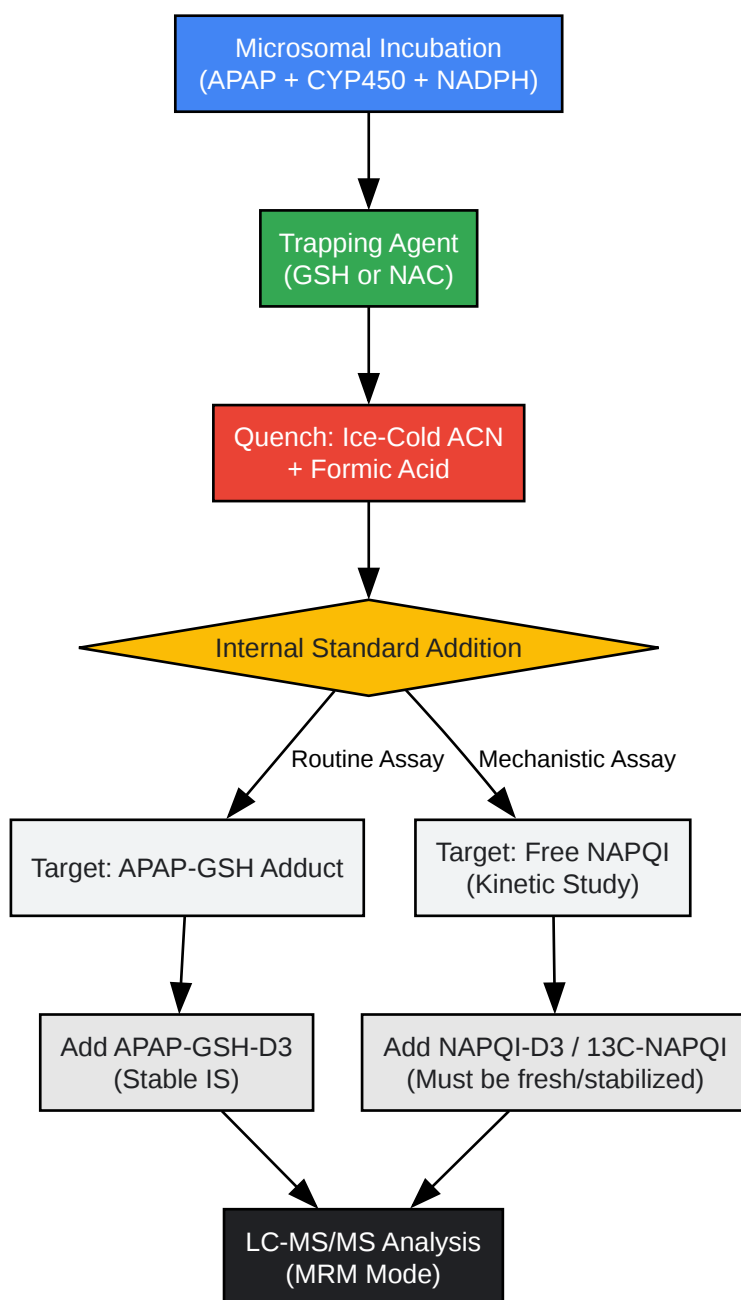 Microsomal Incubation
(APAP + CYP450 + NADPH)
Trapping Agent
(GSH or NAC)
Quench: Ice-Cold ACN
+ Formic Acid
Internal Standard Addition
Routine Assay
Mechanistic Assay
Target: APAP-GSH Adduct
Target: Free NAPQI
(Kinetic Study)
Add APAP-GSH-D3
(Stable IS)
Add NAPQI-D3 / 13C-NAPQI
(Must be fresh/stabilized)
LC-MS/MS Analysis
(MRM Mode)